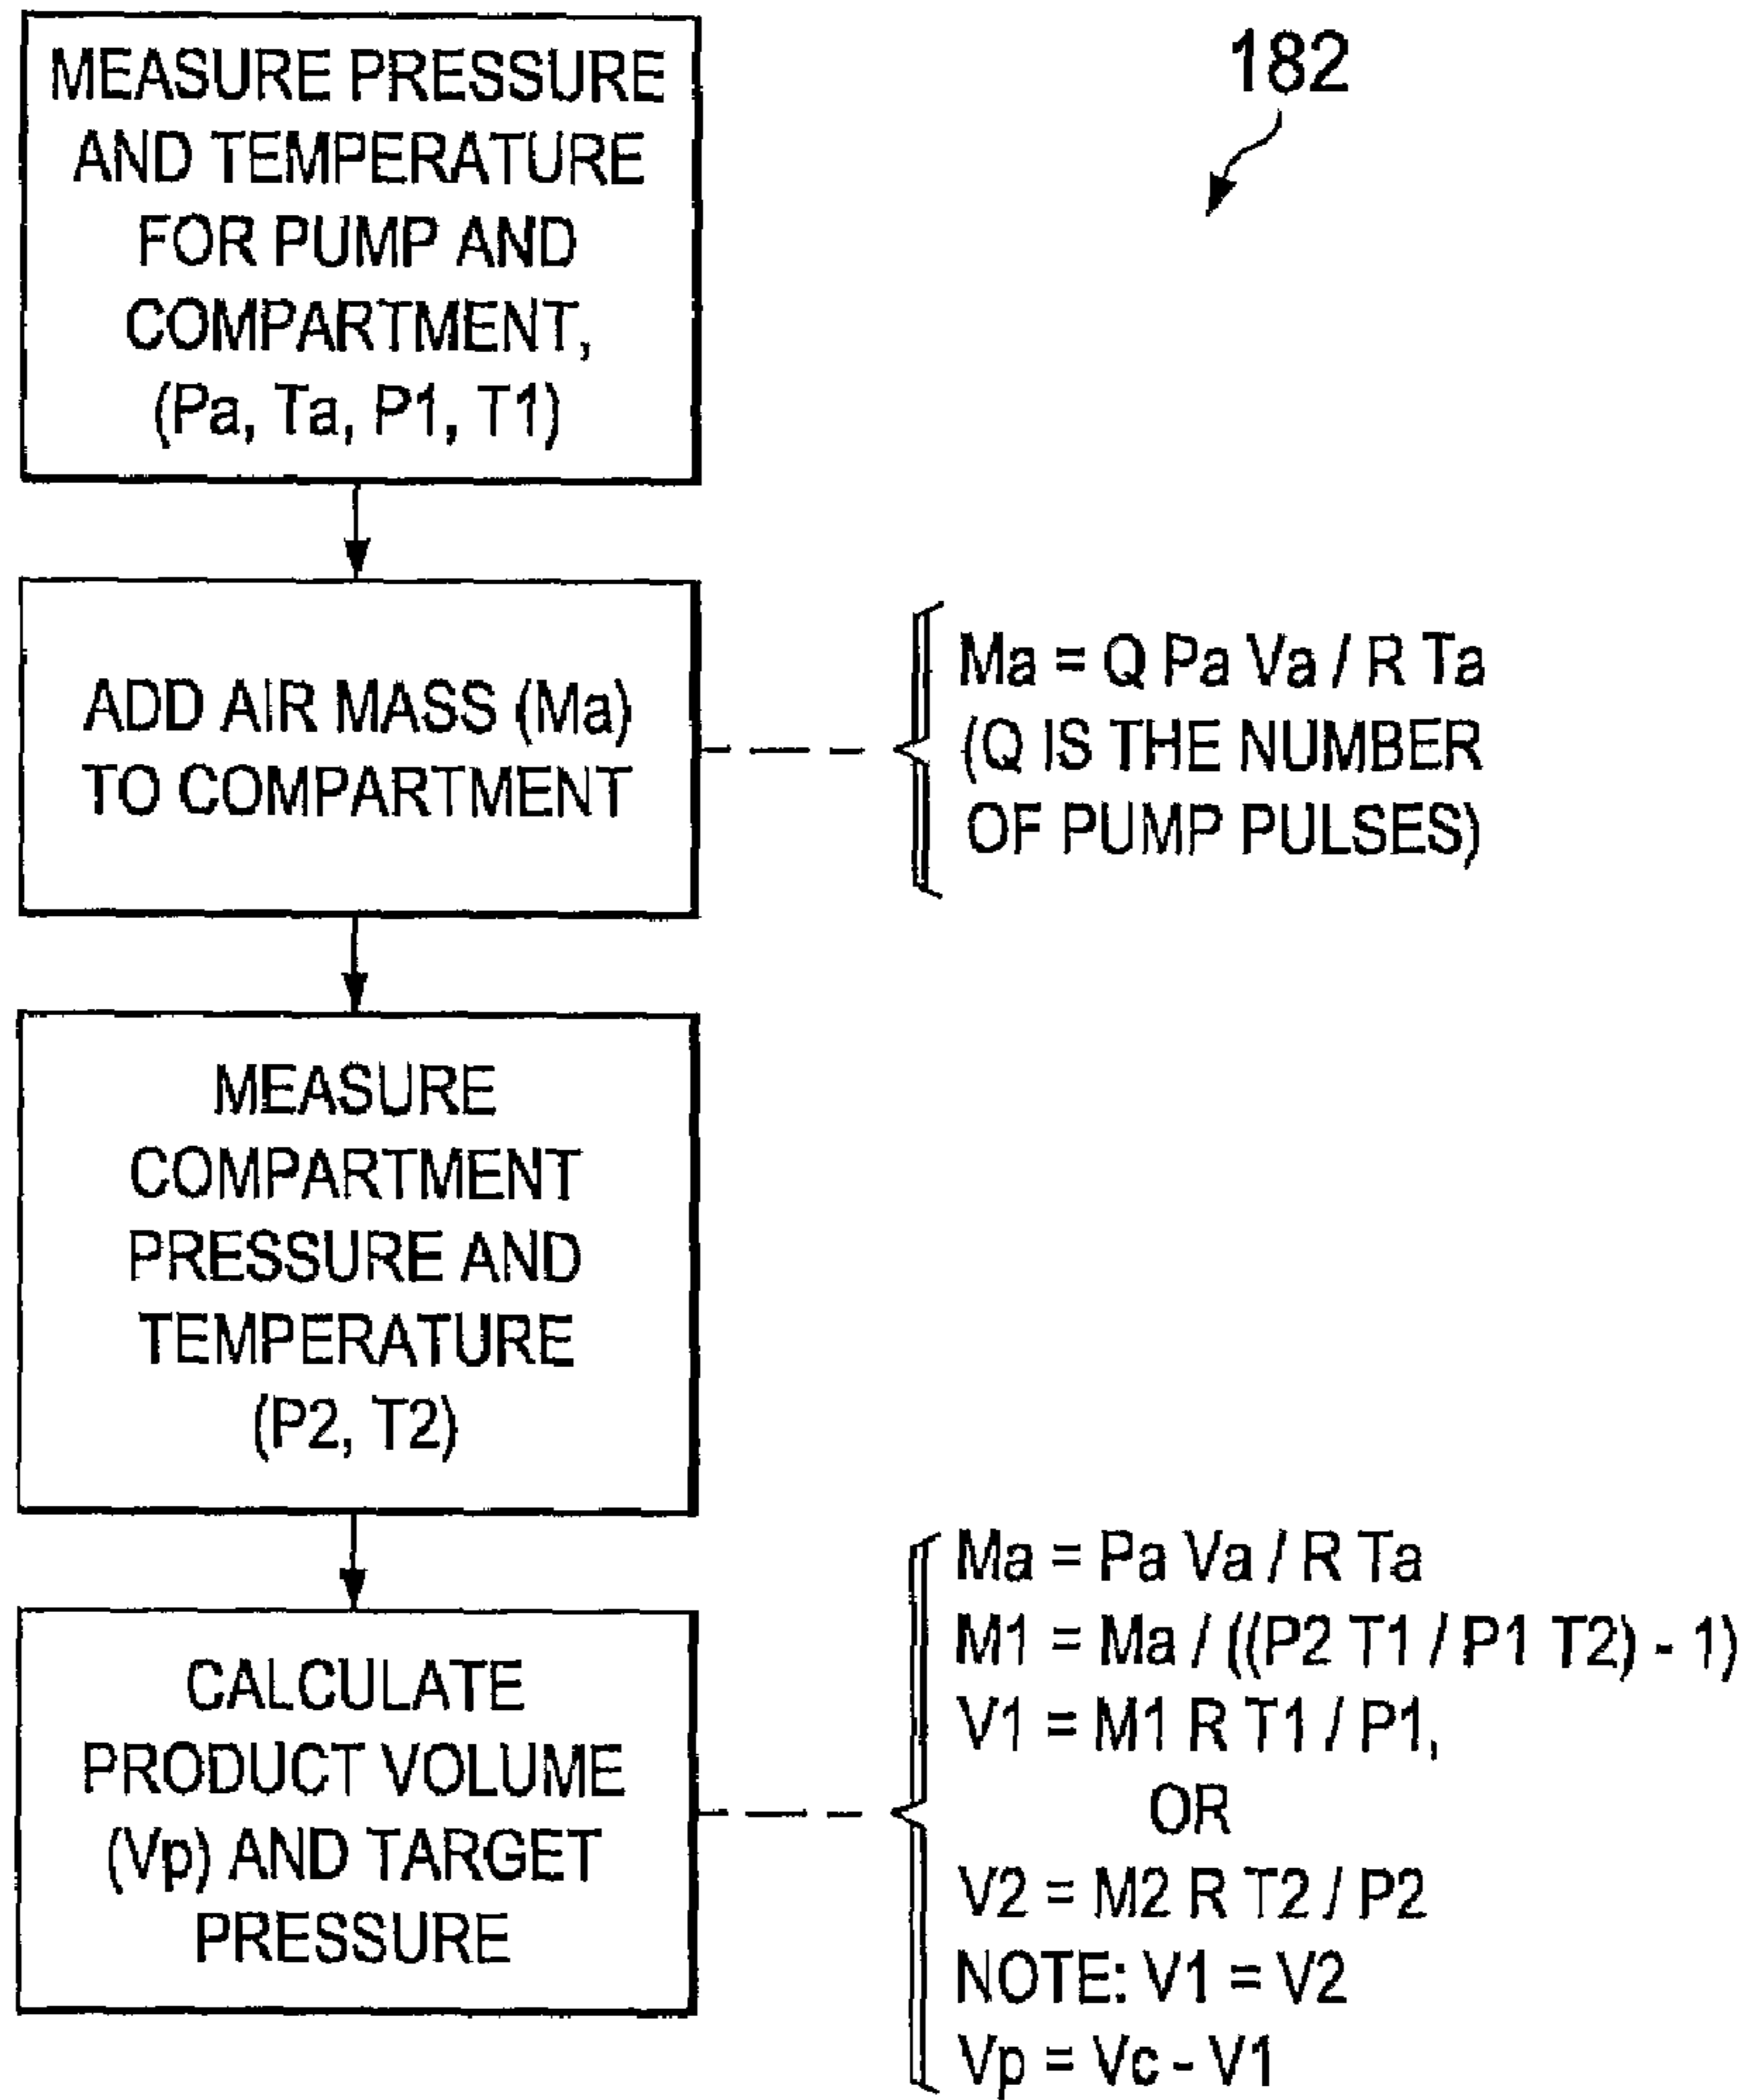 182
MEASURE PRESSURE
AND TEMPERATURE
FOR PUMP AND
COMPARTMENT,
(Pa, Ta, P1, T1)
ADD AIR MASS (Ma)
TO COMPARTMENT
Ma = Q Pa Va / R Ta
(Q IS THE NUMBER
OF PUMP PULSES)
MEASURE
COMPARTMENT
PRESSURE AND
TEMPERATURE
(P2, T2)
CALCULATE
PRODUCT VOLUME
(Vp) AND TARGET
PRESSURE
Ma = Pa Va / R Ta
M1 = Ma / ((P2 T1 / P1 T2) - 1)
V1 = M1 R T1 / P1,
OR
V2 = M2 R T2 / P2
NOTE: V1 = V2
Vp = Vc - V1